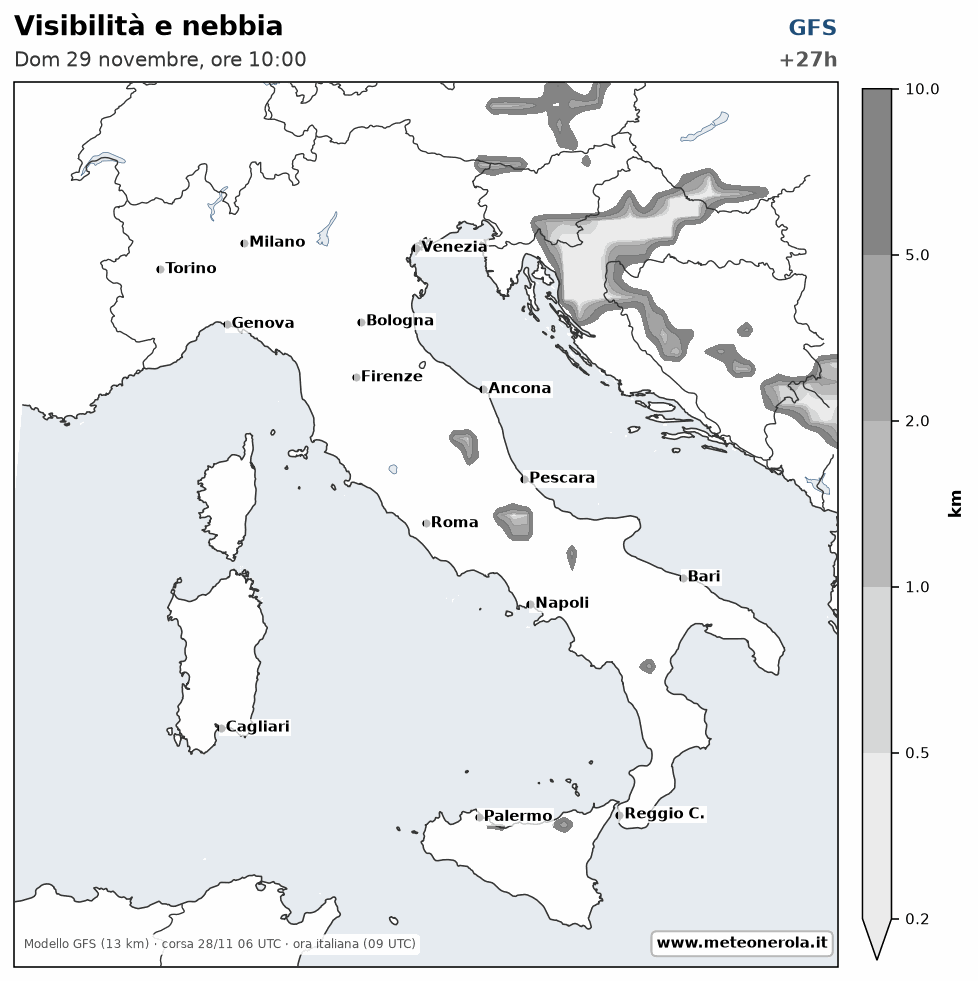 Visibilità e nebbia
GFS
Dom 29 novembre, ore 10:00
+27h
10.0
5.0
2.0
1.0
0.5
0.2
km
Milano
Venezia
Torino
Genova
Bologna
Firenze
Ancona
Pescara
Roma
Bari
Napoli
Cagliari
Palermo
Reggio C.
Modello GFS (13 km) · corsa 28/11 06 UTC · ora italiana (09 UTC)
www.meteonerola.it